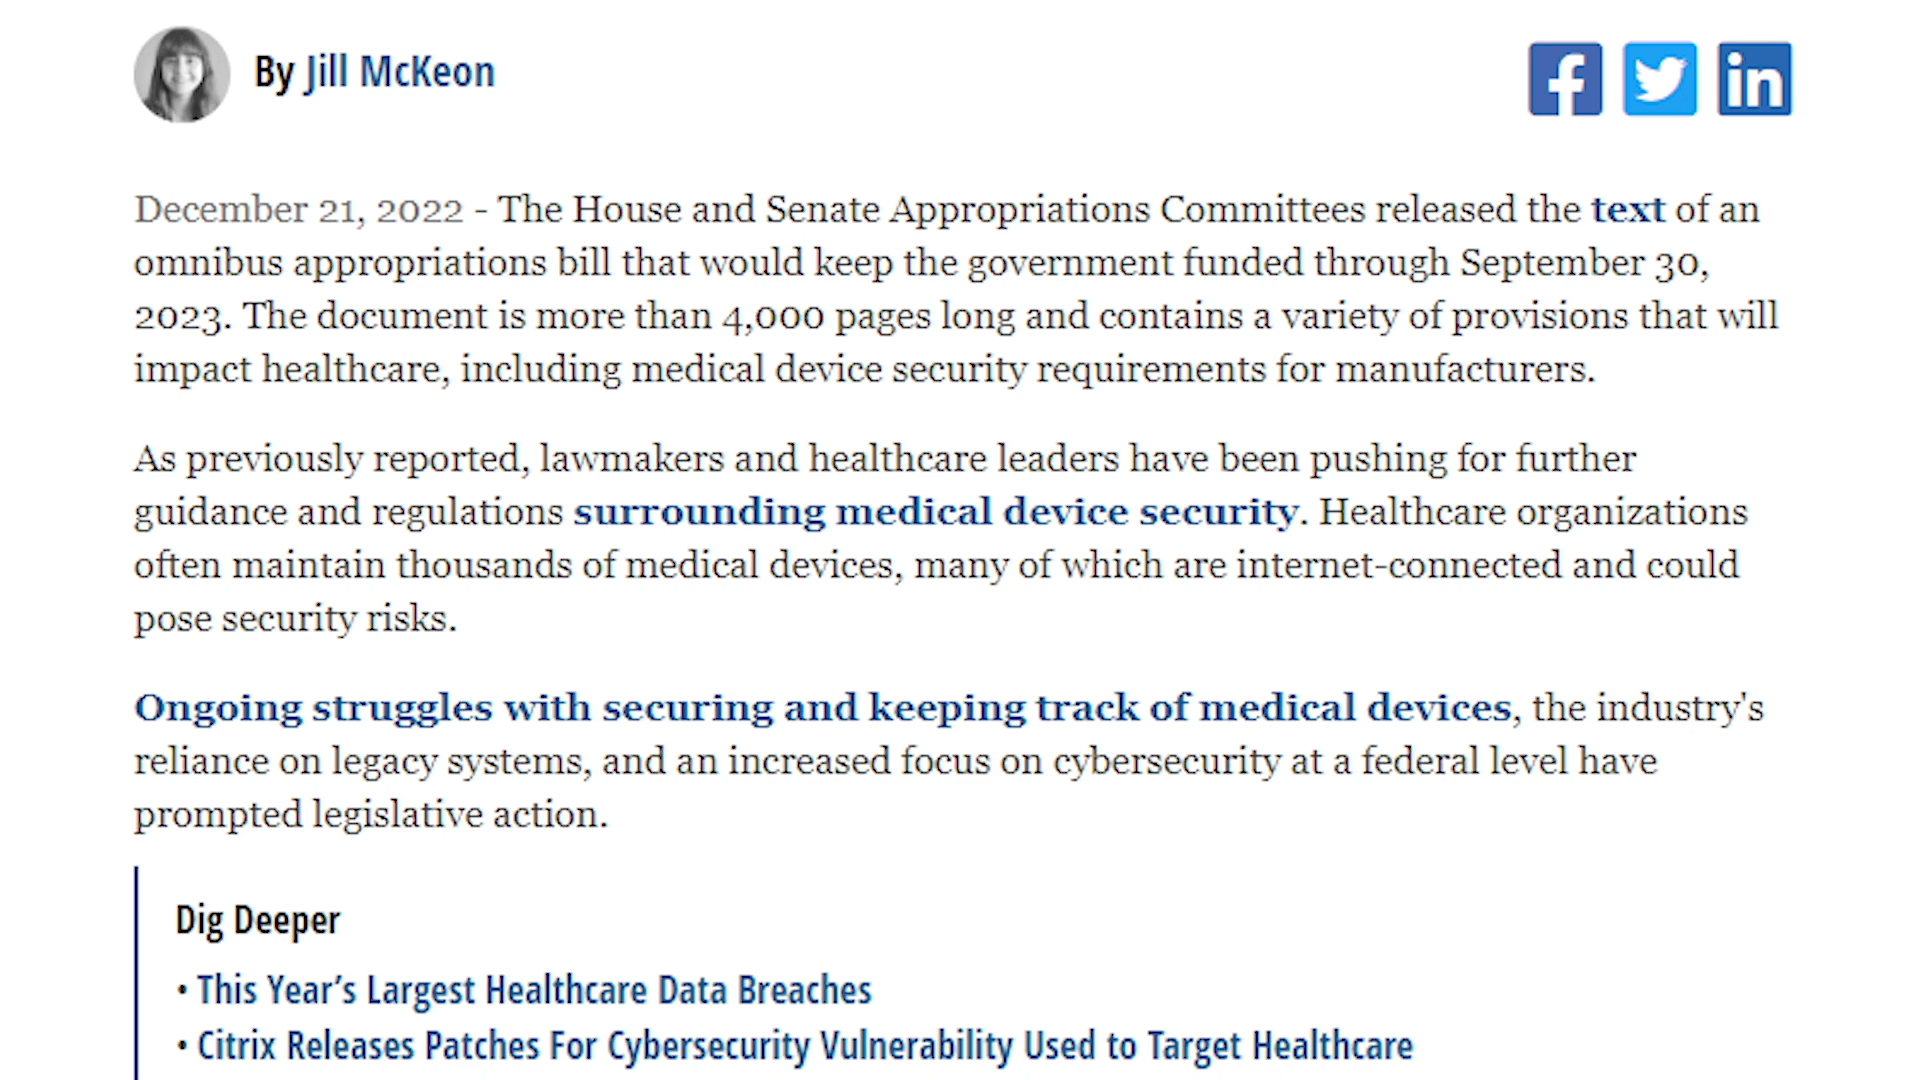 By Jill McKeon
December 21, 2022 - The House and Senate Appropriations Committees released the text of an
omnibus appropriations bill that would keep the government funded through September 30,
2023. The document is more than 4,000 pages long and contains a variety of provisions that will
impact healthcare, including medical device security requirements for manufacturers.
As previously reported, lawmakers and healthcare leaders have been pushing for further
guidance and regulations surrounding medical device security. Healthcare organizations
often maintain thousands of medical devices, many of which are internet-connected and could
pose security risks.
Ongoing struggles with securing and keeping track of medical devices, the industry's
reliance on legacy systems, and an increased focus on cybersecurity at a federal level have
prompted legislative action.
Dig Deeper
• This Year’s Largest Healthcare Data Breaches
• Citrix Releases Patches For Cybersecurity Vulnerability Used to Target Healthcare